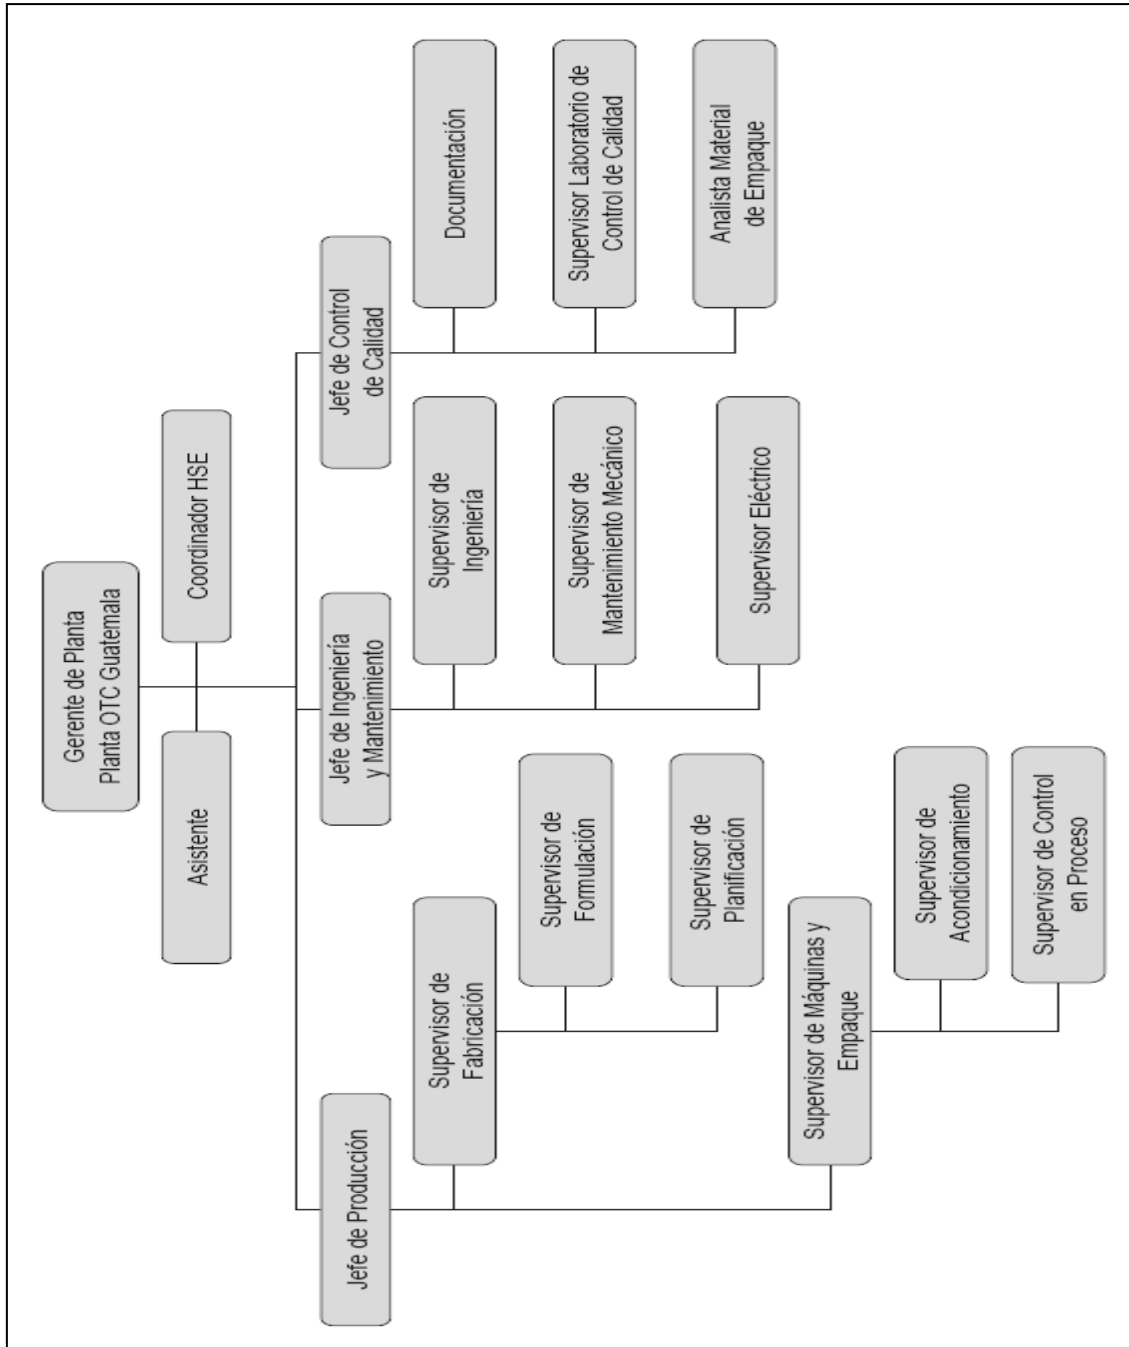 Gerente de Planta
Planta OTC Guatemala
Asistente
Coordinador HSE
Jefe de Producción
Jefe de Ingeniería
y Mantenimiento
Jefe de Control
de Calidad
Supervisor de
Fabricación
Supervisor de
Formulación
Supervisor de
Planificación
Supervisor de Máquinas y
Empaque
Supervisor de
Acondicionamiento
Supervisor de Control
en Proceso
Supervisor de
Ingeniería
Supervisor de
Mantenimiento Mecánico
Supervisor Eléctrico
Documentación
Supervisor Laboratorio de
Control de Calidad
Analista Material
de Empaque